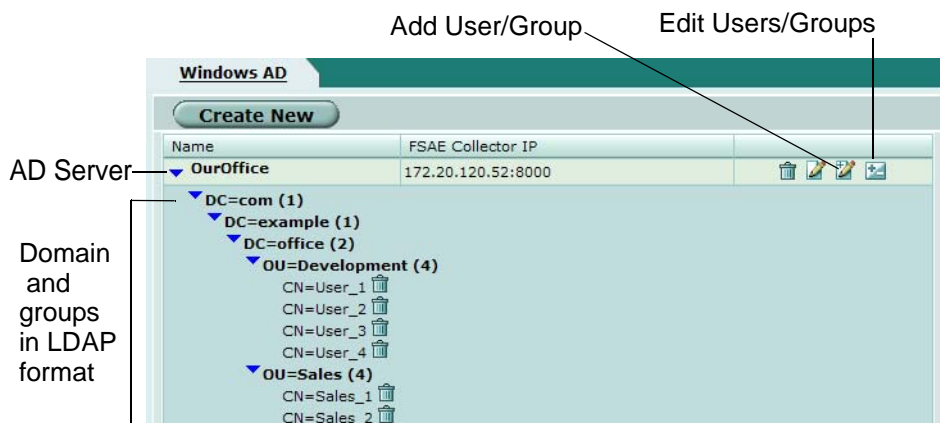 Add User/Group
Edit Users/Groups
Windows AD
Create New
Name
FSAE Collector IP
AD Server
OurOffice
172.20.120.52:8000
DC=com (1)
DC=example (1)
DC=office (2)
Domain
and
groups
in LDAP
format
OU=Development (4)
CN=User_1
CN=User_2
CN=User_3
CN=User_4
OU=Sales (4)
CN=Sales_1
CN=Sales_2